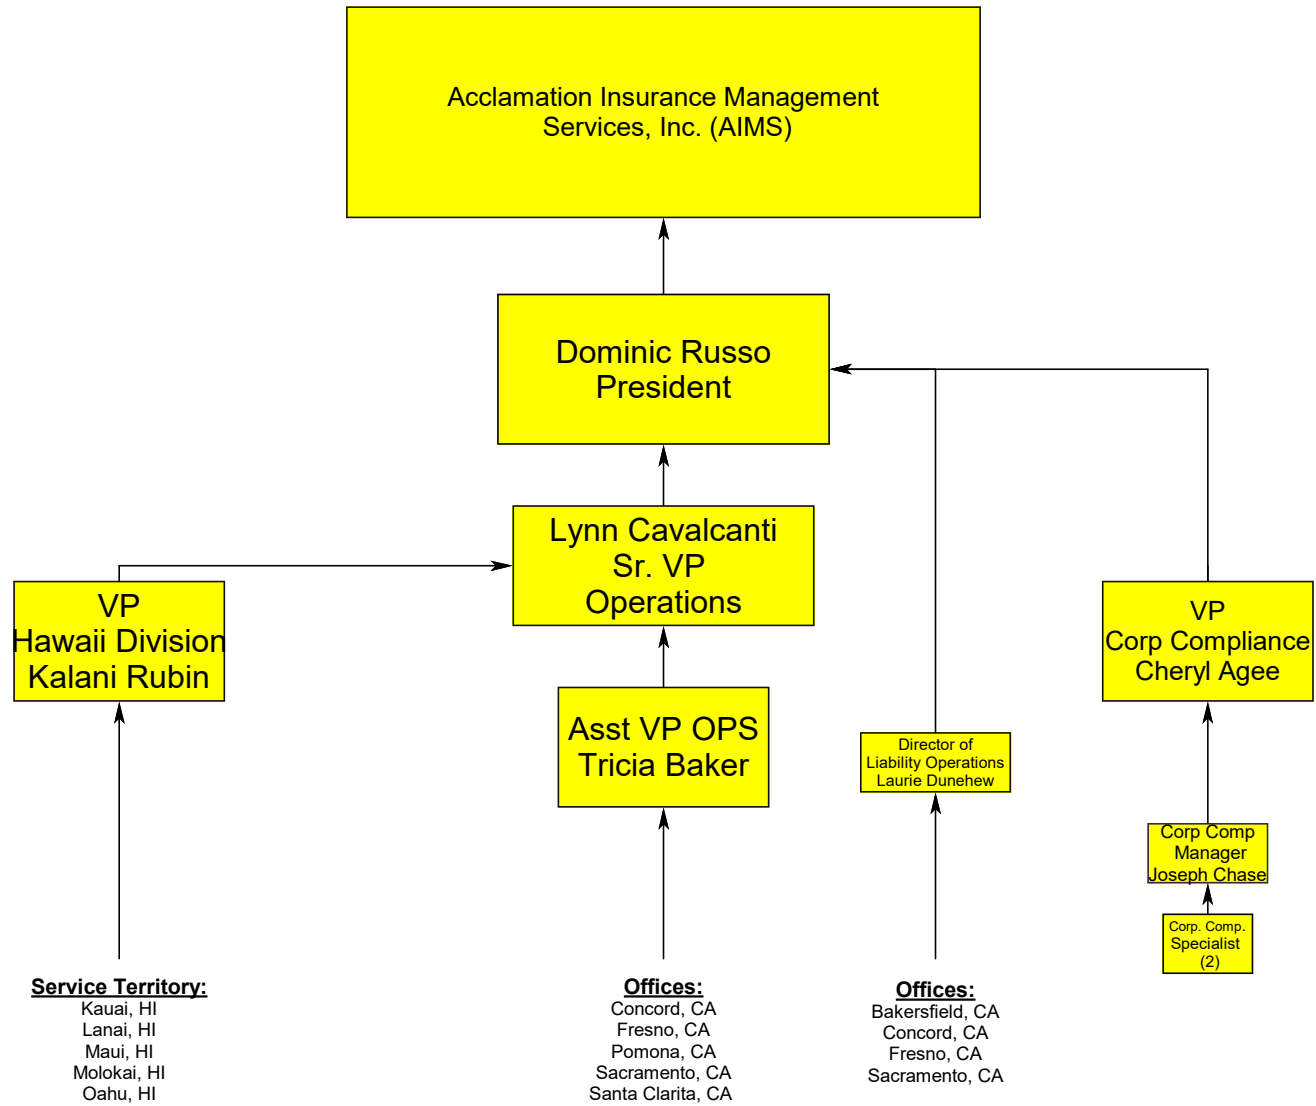 Acclamation Insurance Management
Services, Inc. (AIMS)
Dominic Russo
President
Lynn Cavalcanti
Sr. VP
Operations
VP
Hawaii Division
Kalani Rubin
VP
Corp Compliance
Cheryl Agee
Asst VP OPS
Tricia Baker
Director of
Liability Operations
Laurie Dunehew
Corp Comp
Manager
Joseph Chase
Corp. Comp.
Specialist
(2)
Service Territory:
Kauai, HI
Lanai, HI
Maui, HI
Molokai, HI
Oahu, HI
Offices:
Concord, CA
Fresno, CA
Pomona, CA
Sacramento, CA
Santa Clarita, CA
Offices:
Bakersfield, CA
Concord, CA
Fresno, CA
Sacramento, CA